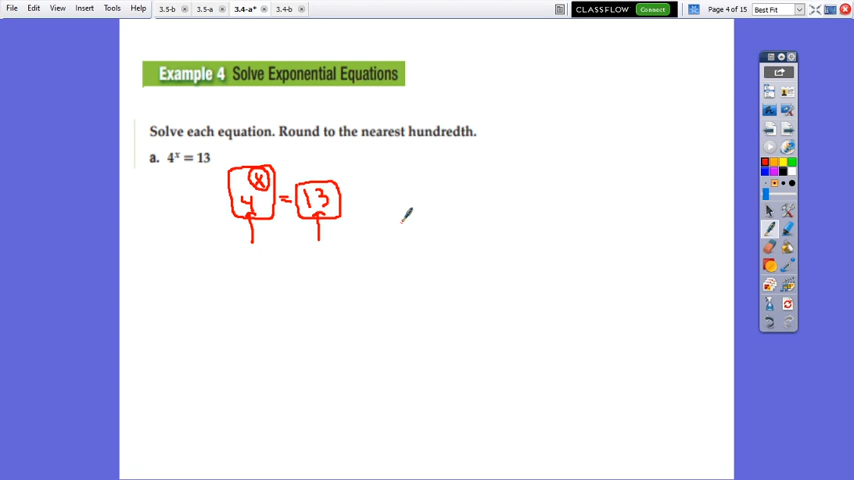 File Edit View Insert Tools Help 3.5-b 3.5-a 3.4-a* 3.4-b CLASSFLOW Connect Page 4 of 15 Best Fit
Example 4 Solve Exponential Equations
Solve each equation. Round to the nearest hundredth.
a. 4ˣ = 13
4ˣ = 13